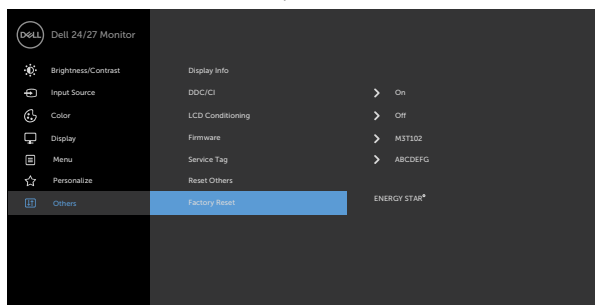 DELL Dell 24/27 Monitor
Brightness/Contrast Display Info
Input Source DDC/CI On
Color LCD Conditioning Off
Display Firmware M3T102
Menu Service Tag ABCDEFG
Personalize Reset Others
Others Factory Reset ENERGY STAR®